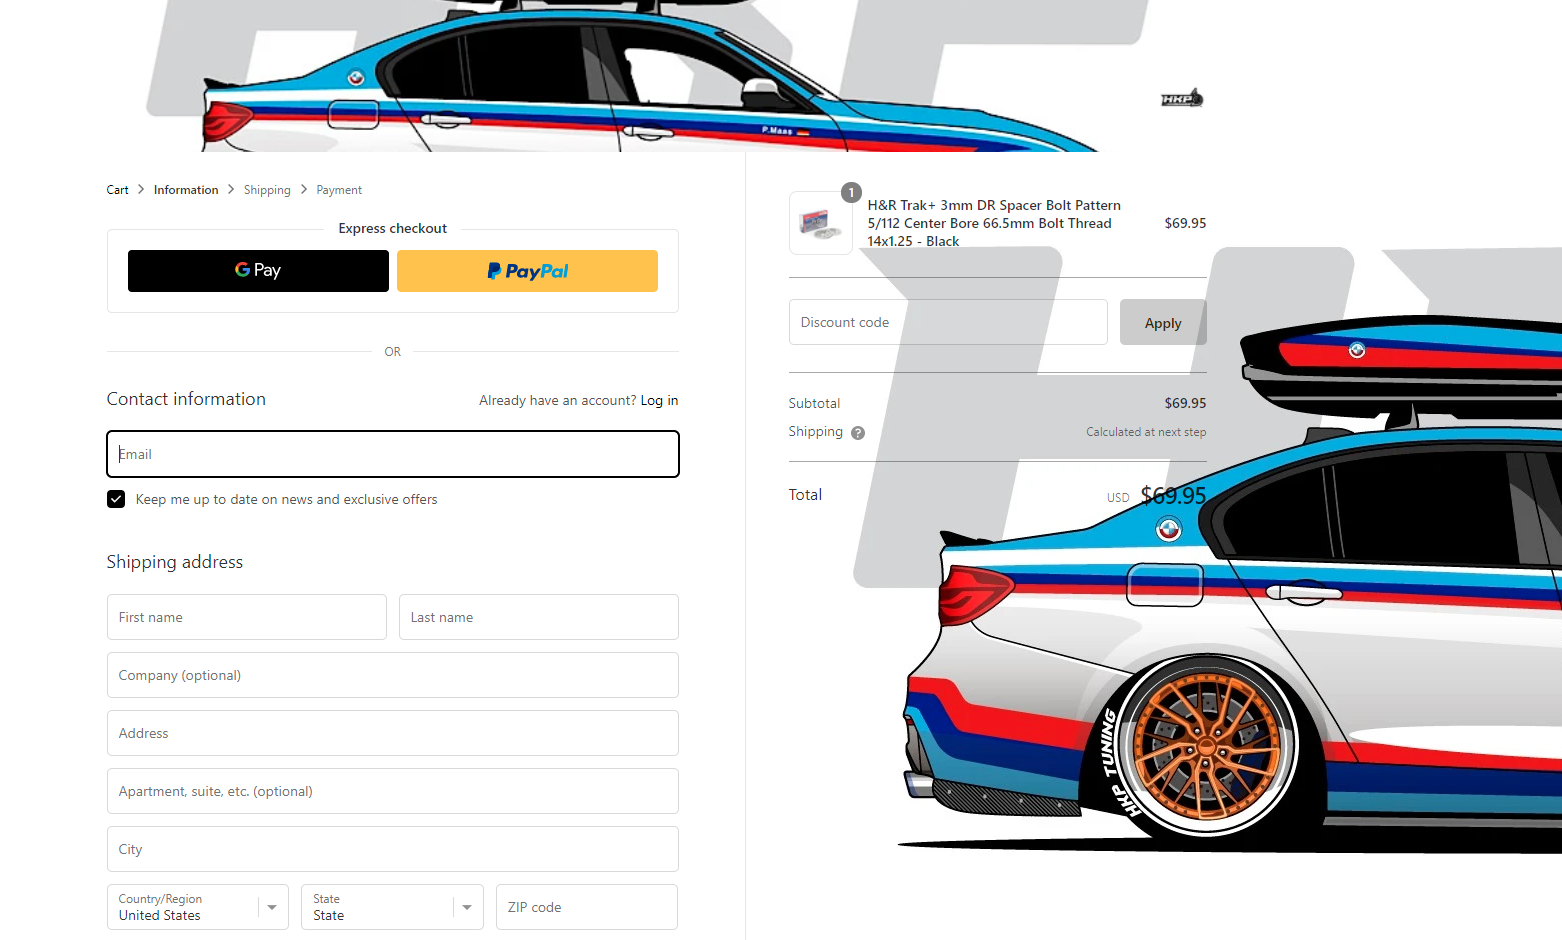 P.Maas
HKP
Cart
Information
Shipping
Payment
Express checkout
G Pay
PayPal
OR
Contact information
Already have an account? Log in
Email
Keep me up to date on news and exclusive offers
Shipping address
First name
Last name
Company (optional)
Address
Apartment, suite, etc. (optional)
City
Country/Region
United States
State
State
ZIP code
1
H&R Trak+ 3mm DR Spacer Bolt Pattern
5/112 Center Bore 66.5mm Bolt Thread
14x1.25 - Black
$69.95
Discount code
Apply
Subtotal
$69.95
Shipping ?
Calculated at next step
Total
USD $69.95
HKP TUNING
HKP